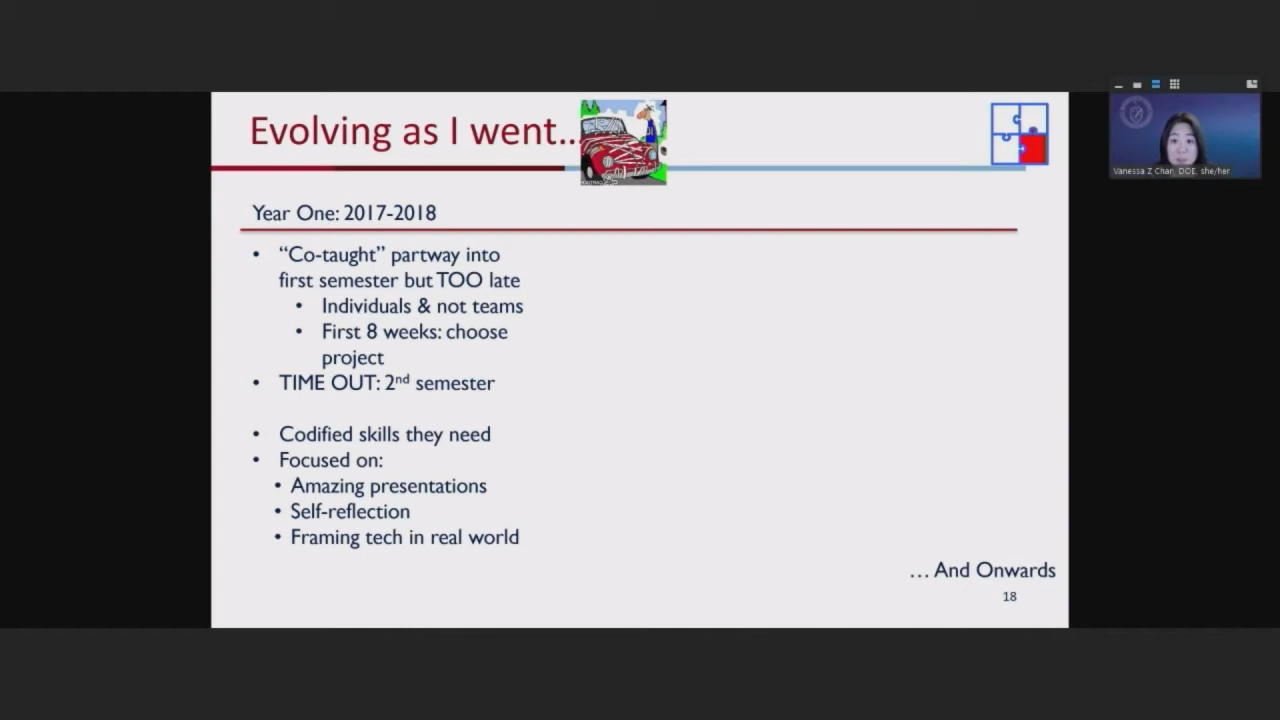 Evolving as I went...
Year One: 2017-2018
• “Co-taught” partway into
first semester but TOO late
• Individuals & not teams
• First 8 weeks: choose
project
• TIME OUT: 2nd semester
• Codified skills they need
• Focused on:
• Amazing presentations
• Self-reflection
• Framing tech in real world
… And Onwards
18
Vanessa Z Chan, DOE, she/her